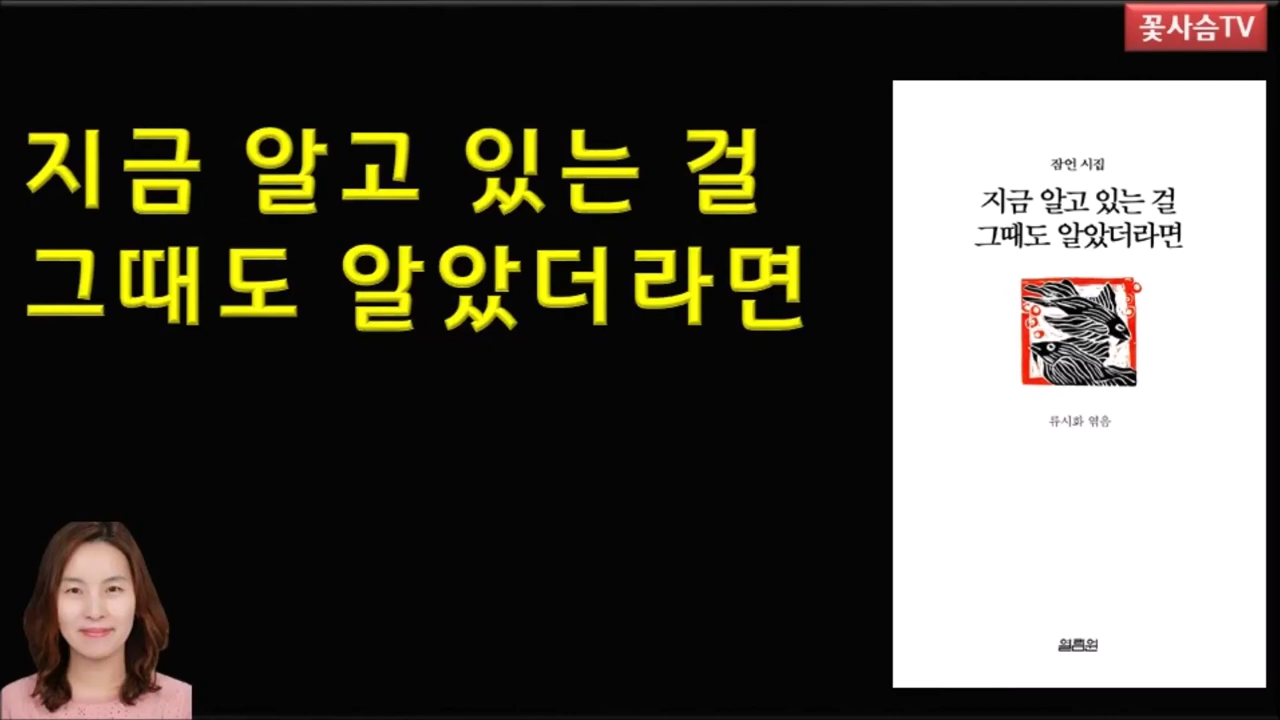 꽃사슴TV
지금 알고 있는 걸
그때도 알았더라면
잠언 시집
지금 알고 있는 걸
그때도 알았더라면
류시화 엮음
열림원